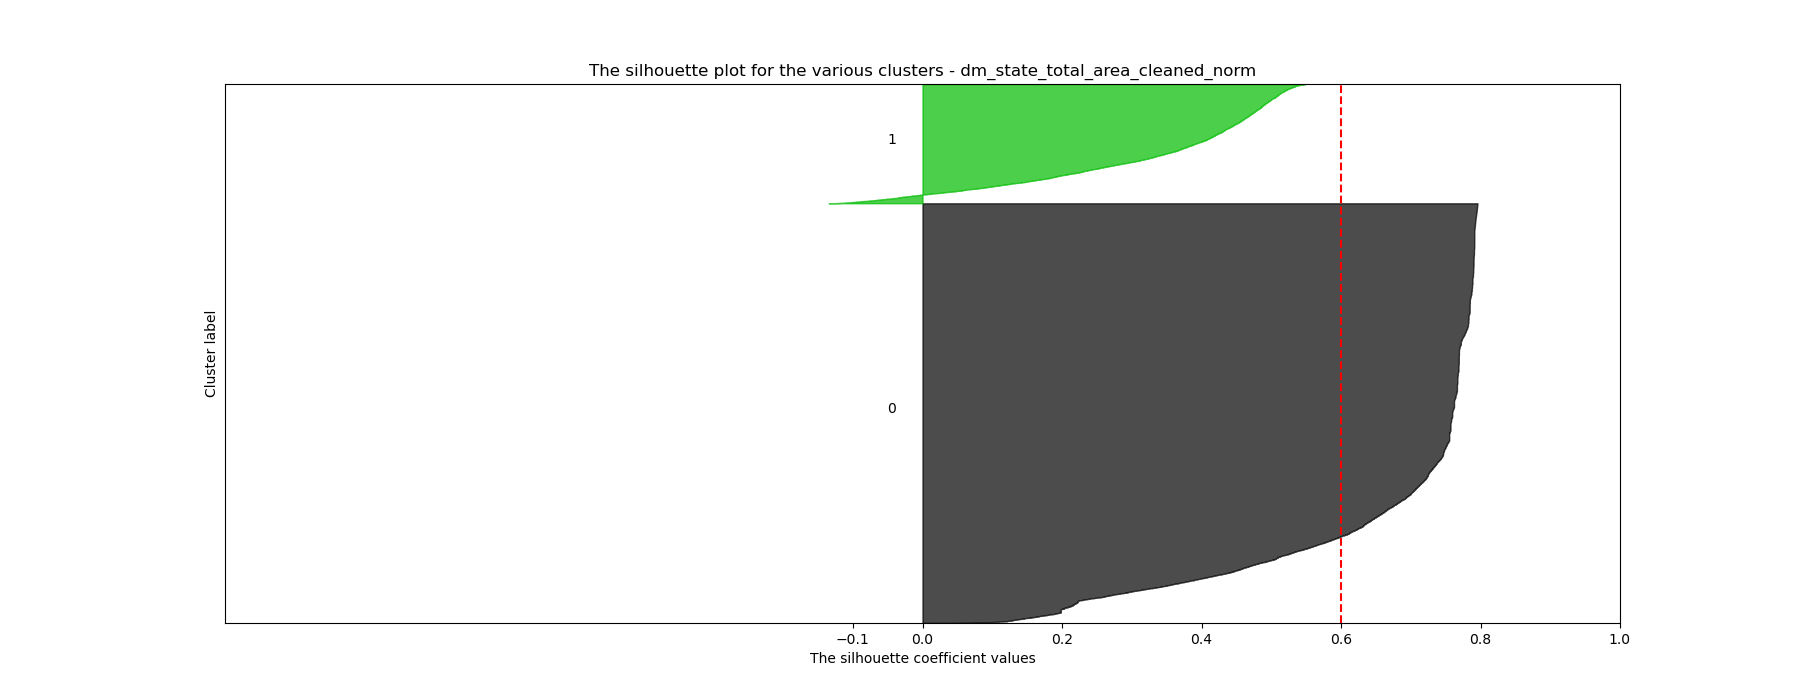 The silhouette plot for the various clusters - dm_state_total_area_cleaned_norm
1
0
Cluster label
−0.1 0.0 0.2 0.4 0.6 0.8 1.0
The silhouette coefficient values